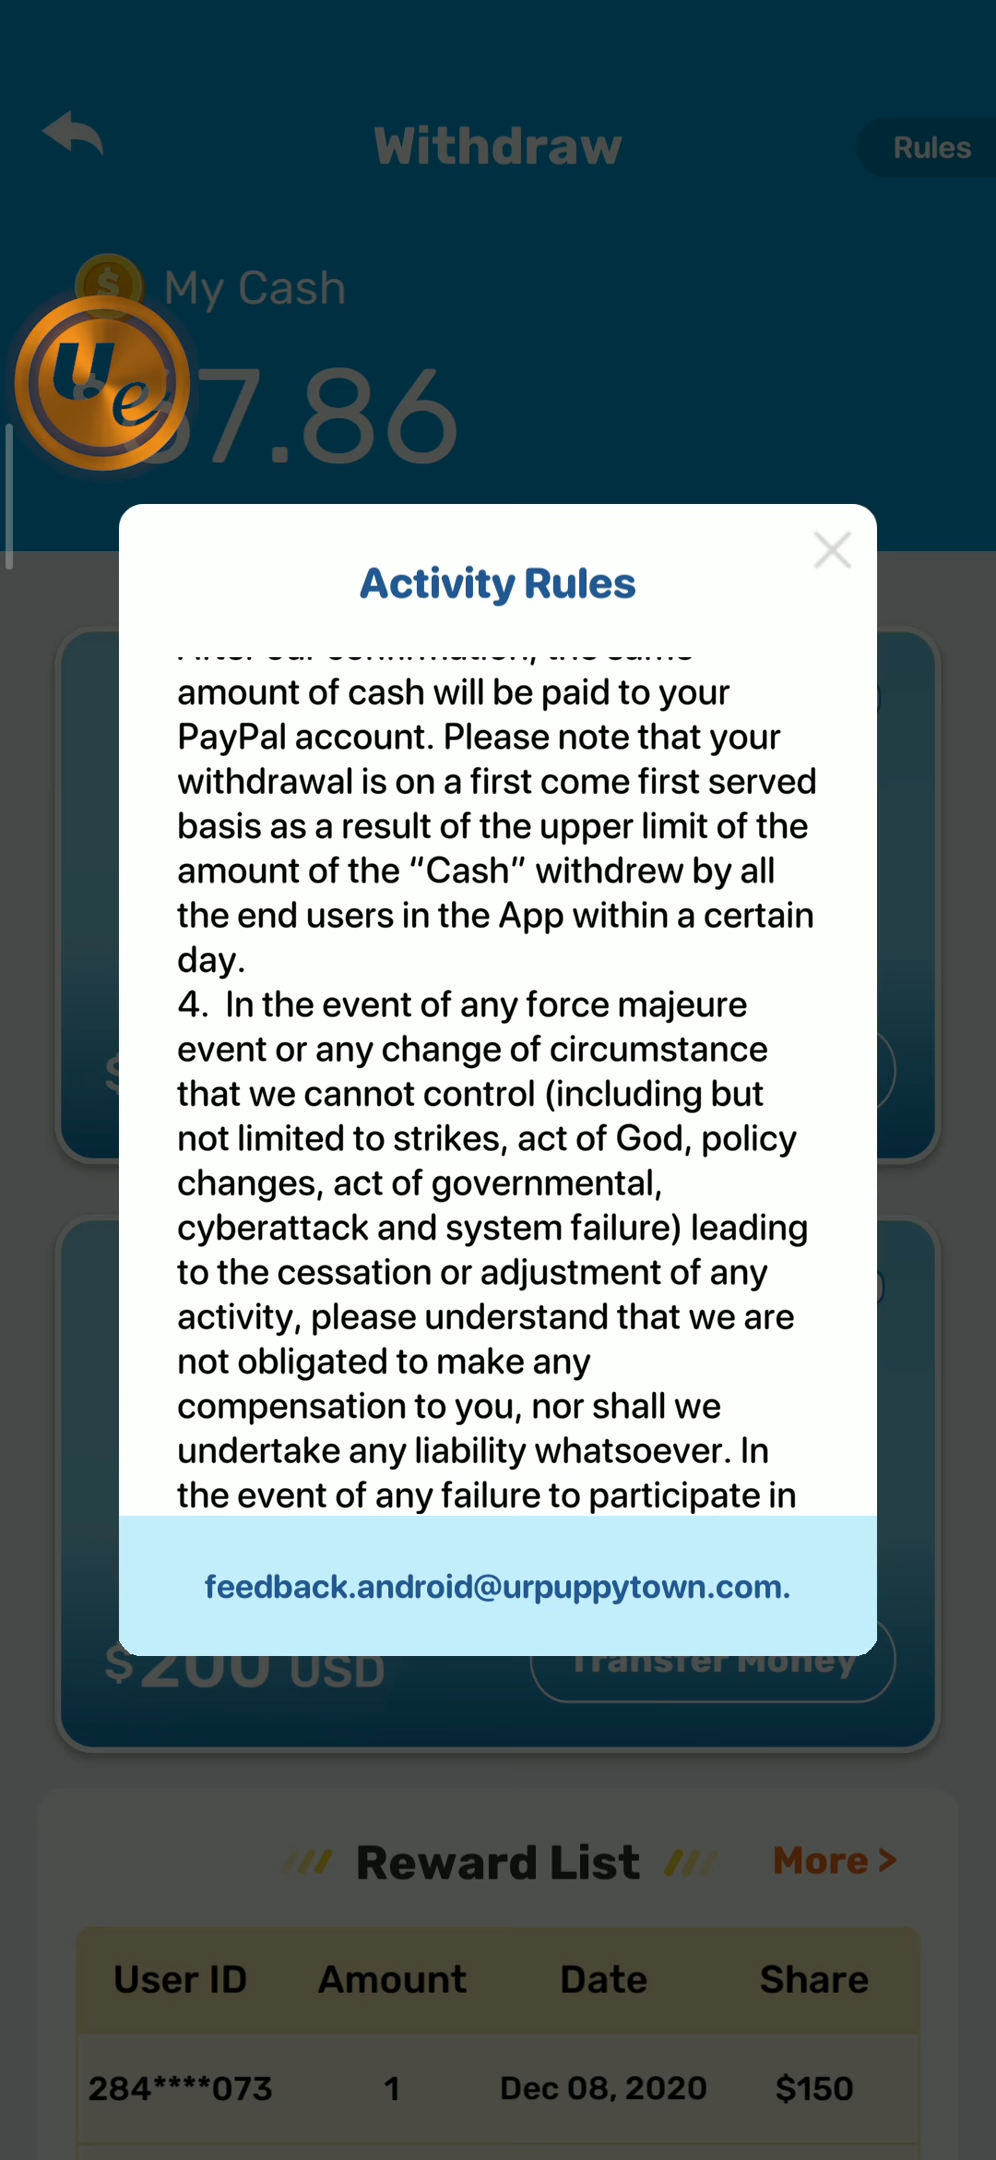 Withdraw
Rules
$
My Cash
ue
7.86
Activity Rules
amount of cash will be paid to your
PayPal account. Please note that your
withdrawal is on a first come first served
basis as a result of the upper limit of the
amount of the “Cash” withdrew by all
the end users in the App within a certain
day.
4. In the event of any force majeure
event or any change of circumstance
that we cannot control (including but
not limited to strikes, act of God, policy
changes, act of governmental,
cyberattack and system failure) leading
to the cessation or adjustment of any
activity, please understand that we are
not obligated to make any
compensation to you, nor shall we
undertake any liability whatsoever. In
the event of any failure to participate in
feedback.android@urpuppytown.com.
$200 USD
Transfer Money
Reward List
More >
User ID Amount Date Share
284****073 1 Dec 08, 2020 $150